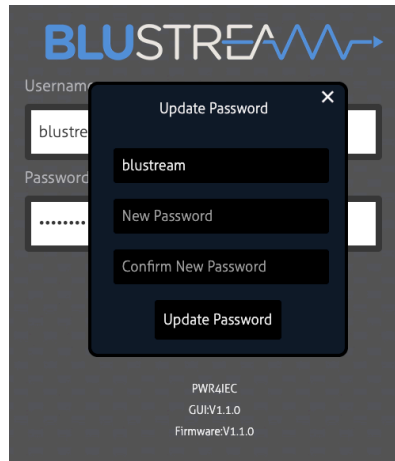 BLUSTREAM
Username
blustre
Update Password
×
blustream
Password
New Password
Confirm New Password
Update Password
PWR4IEC
GUI:V1.1.0
Firmware:V1.1.0